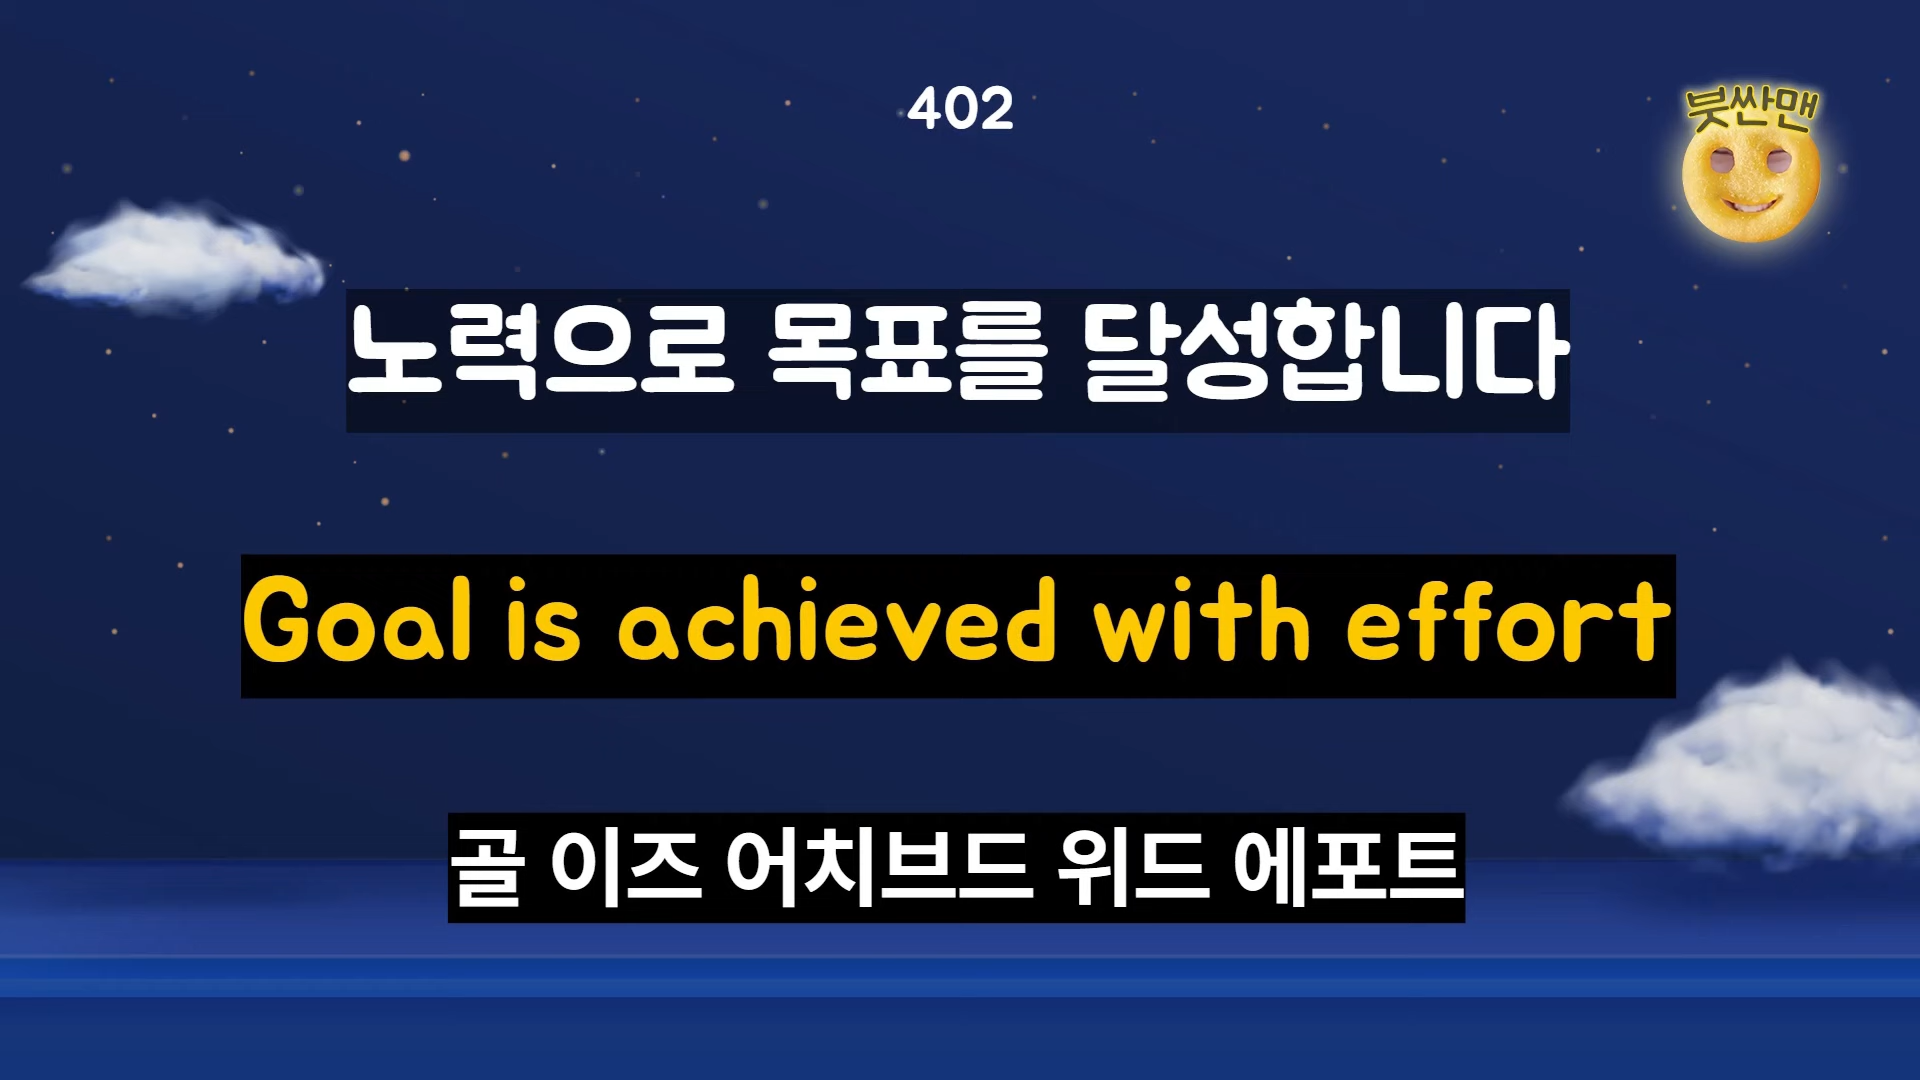 402
붓싼맨
노력으로 목표를 달성합니다
Goal is achieved with effort
골 이즈 어치브드 위드 에포트